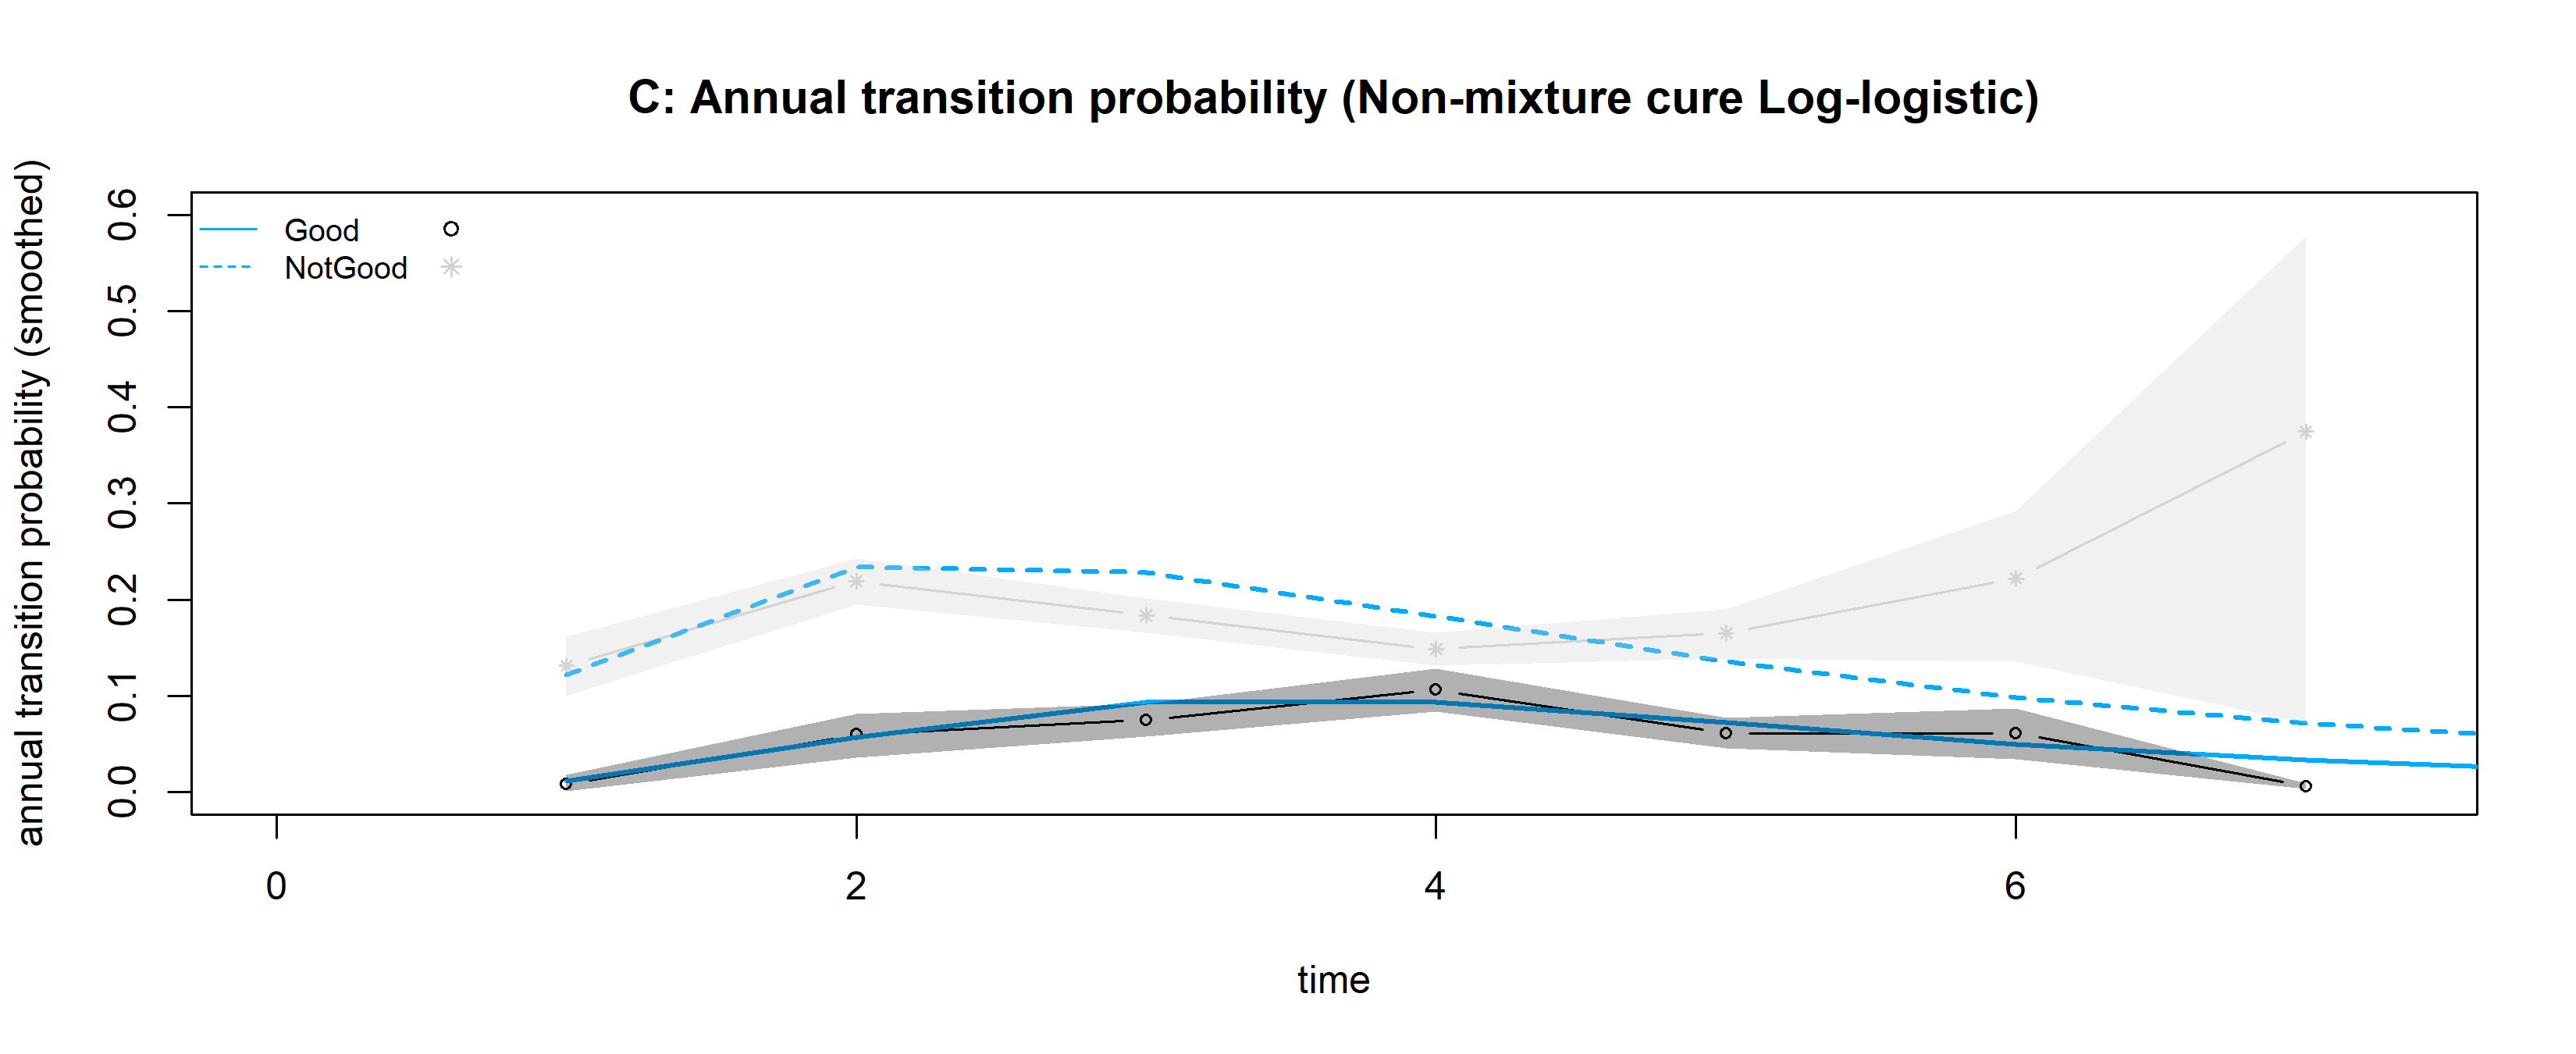 C: Annual transition probability (Non-mixture cure Log-logistic)
annual transition probability (smoothed)
0.6
0.5
0.4
0.3
0.2
0.1
0.0
Good
NotGood
0 2 4 6
time